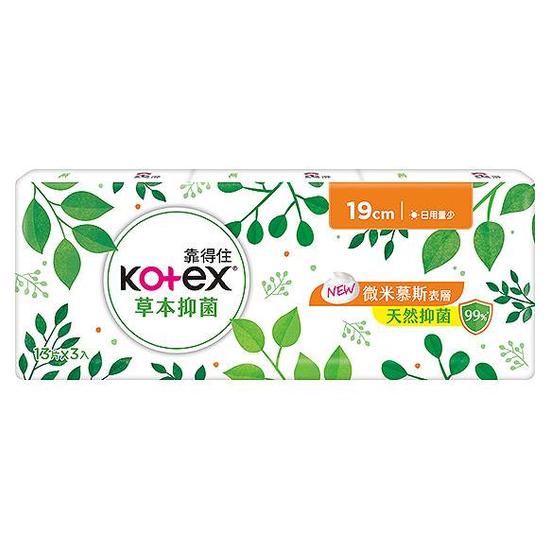 19cm | 日用量少
靠得住
Kotex®
草本抑菌
NEW 微米慕斯表層
天然抑菌 99%
13片x3入